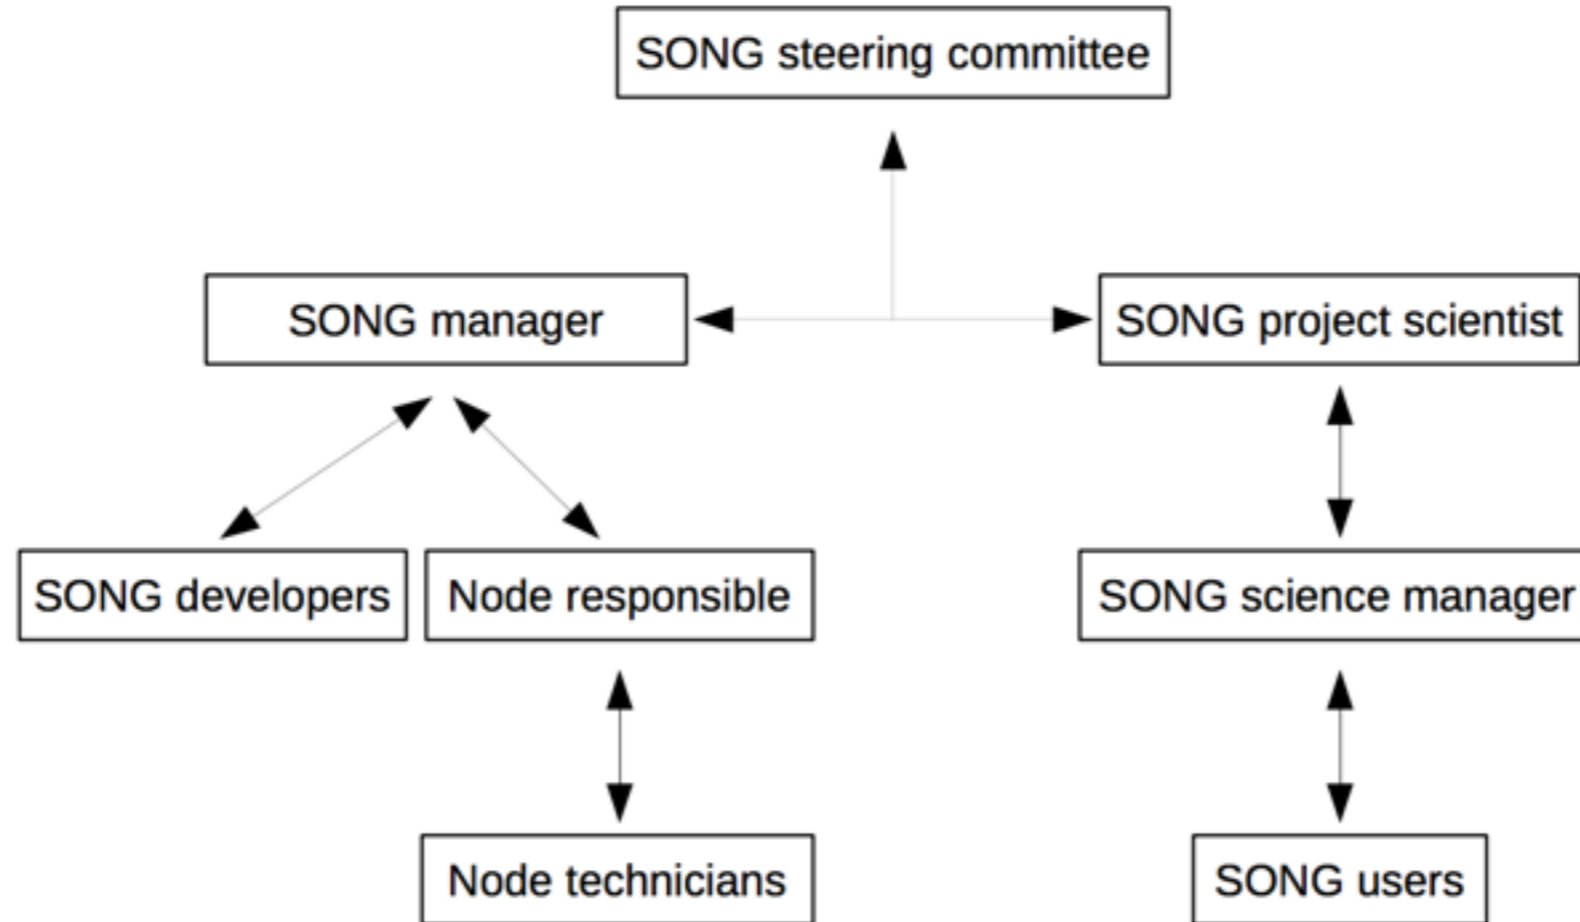 SONG steering committee
SONG manager
SONG project scientist
SONG developers
Node responsible
SONG science manager
Node technicians
SONG users